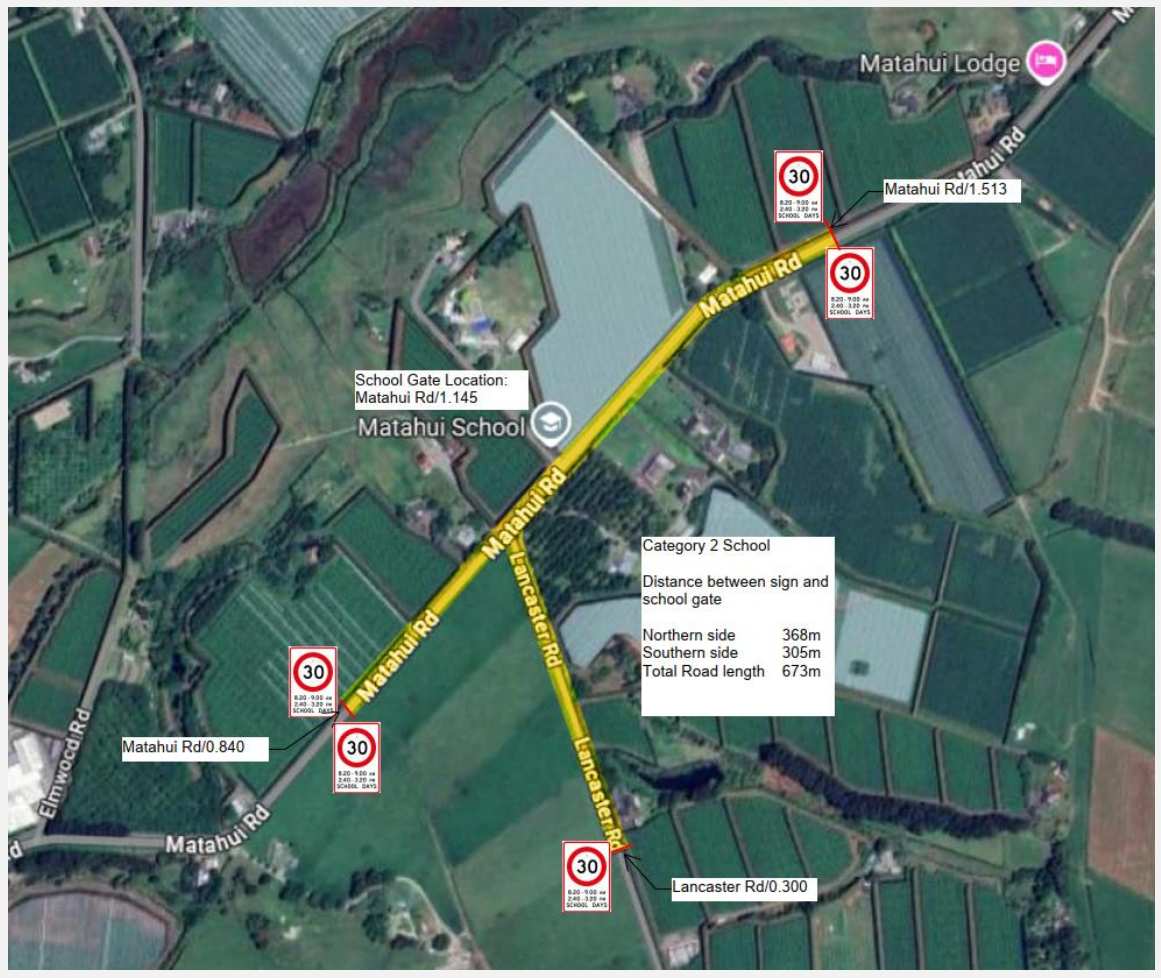 Matahui Lodge
Matahui Rd
30
8.20 - 9.00 AM
2.40 - 3.20 PM
SCHOOL DAYS
Matahui Rd/1.513
30
8.20 - 9.00 AM
2.40 - 3.20 PM
SCHOOL DAYS
Matahui Rd
School Gate Location:
Matahui Rd/1.145
Matahui School
Matahui Rd
Lancaster Rd
Category 2 School
Distance between sign and
school gate
Northern side 368m
Southern side 305m
Total Road length 673m
Matahui Rd
30
8.20 - 9.00 AM
2.40 - 3.20 PM
SCHOOL DAYS
Matahui Rd/0.840
30
8.20 - 9.00 AM
2.40 - 3.20 PM
SCHOOL DAYS
Elmwood Rd
Matahui Rd
Lancaster Rd
30
8.20 - 9.00 AM
2.40 - 3.20 PM
SCHOOL DAYS
Lancaster Rd/0.300